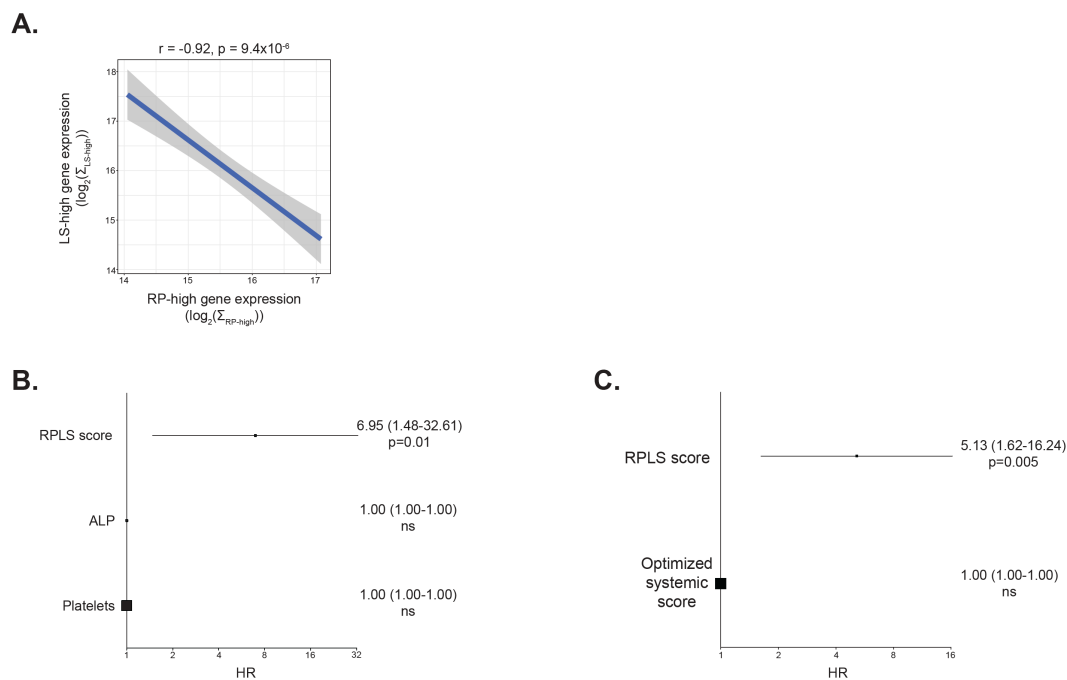 A.
r = -0.92, p = 9.4x10⁻⁶
LS-high gene expression
(log₂(Σ_LS-high))
18
17
16
15
14
14 15 16 17
RP-high gene expression
(log₂(Σ_RP-high))
B.
RPLS score
6.95 (1.48-32.61)
p=0.01
ALP
1.00 (1.00-1.00)
ns
Platelets
1.00 (1.00-1.00)
ns
1 2 4 8 16 32
HR
C.
RPLS score
5.13 (1.62-16.24)
p=0.005
Optimized
systemic
score
1.00 (1.00-1.00)
ns
1 2 4 8 16
HR